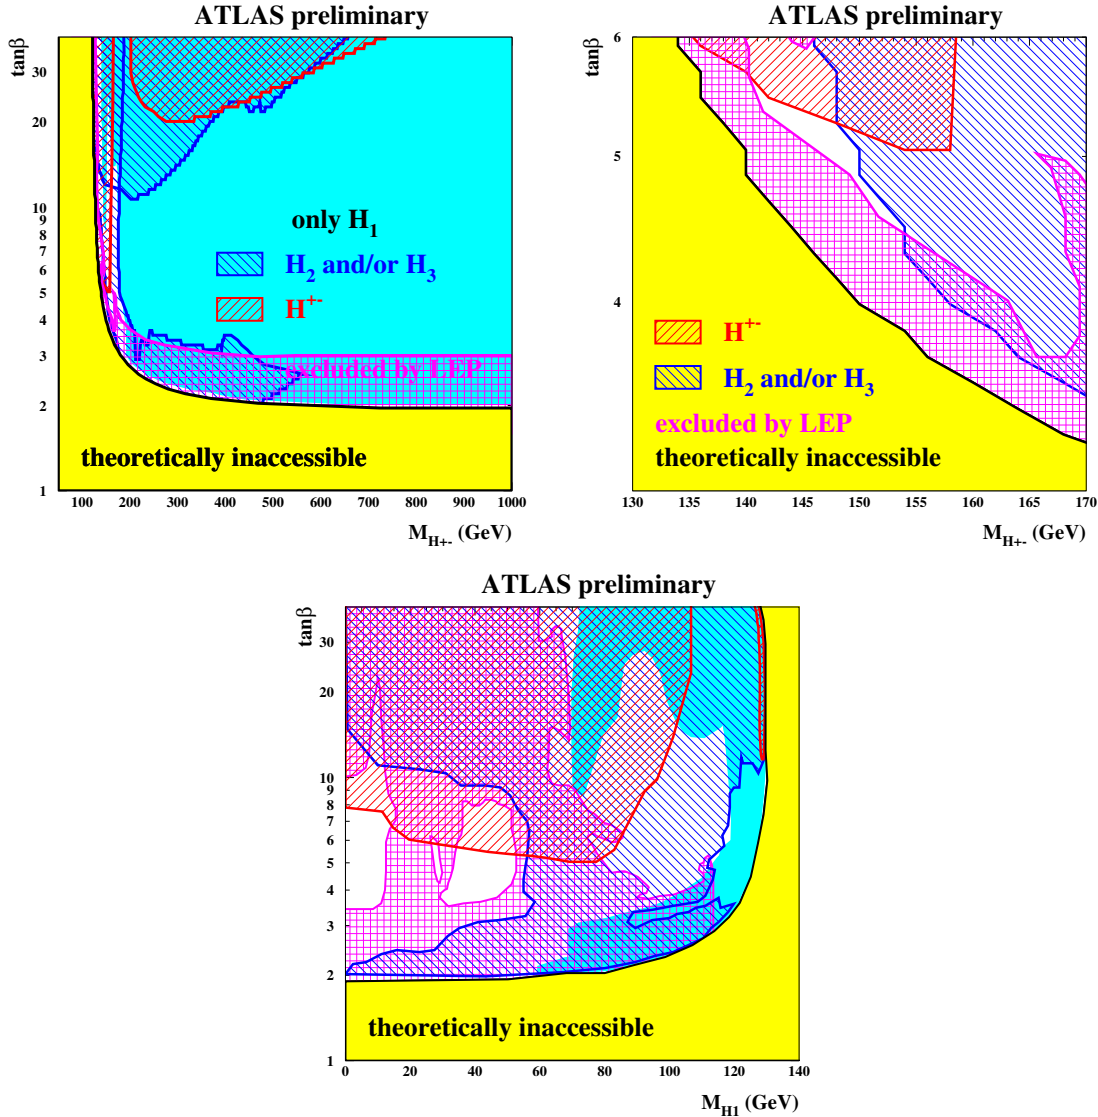 ATLAS preliminary
tanβ
30
20
10
9
8
7
6
5
4
3
2
1
only H1
H2 and/or H3
H+-
excluded by LEP
theoretically inaccessible
100 200 300 400 500 600 700 800 900 1000
MH+- (GeV)
ATLAS preliminary
tanβ
6
5
4
H+-
H2 and/or H3
excluded by LEP
theoretically inaccessible
130 135 140 145 150 155 160 165 170
MH+- (GeV)
ATLAS preliminary
tanβ
30
20
10
9
8
7
6
5
4
3
2
1
theoretically inaccessible
0 20 40 60 80 100 120 140
MH1 (GeV)